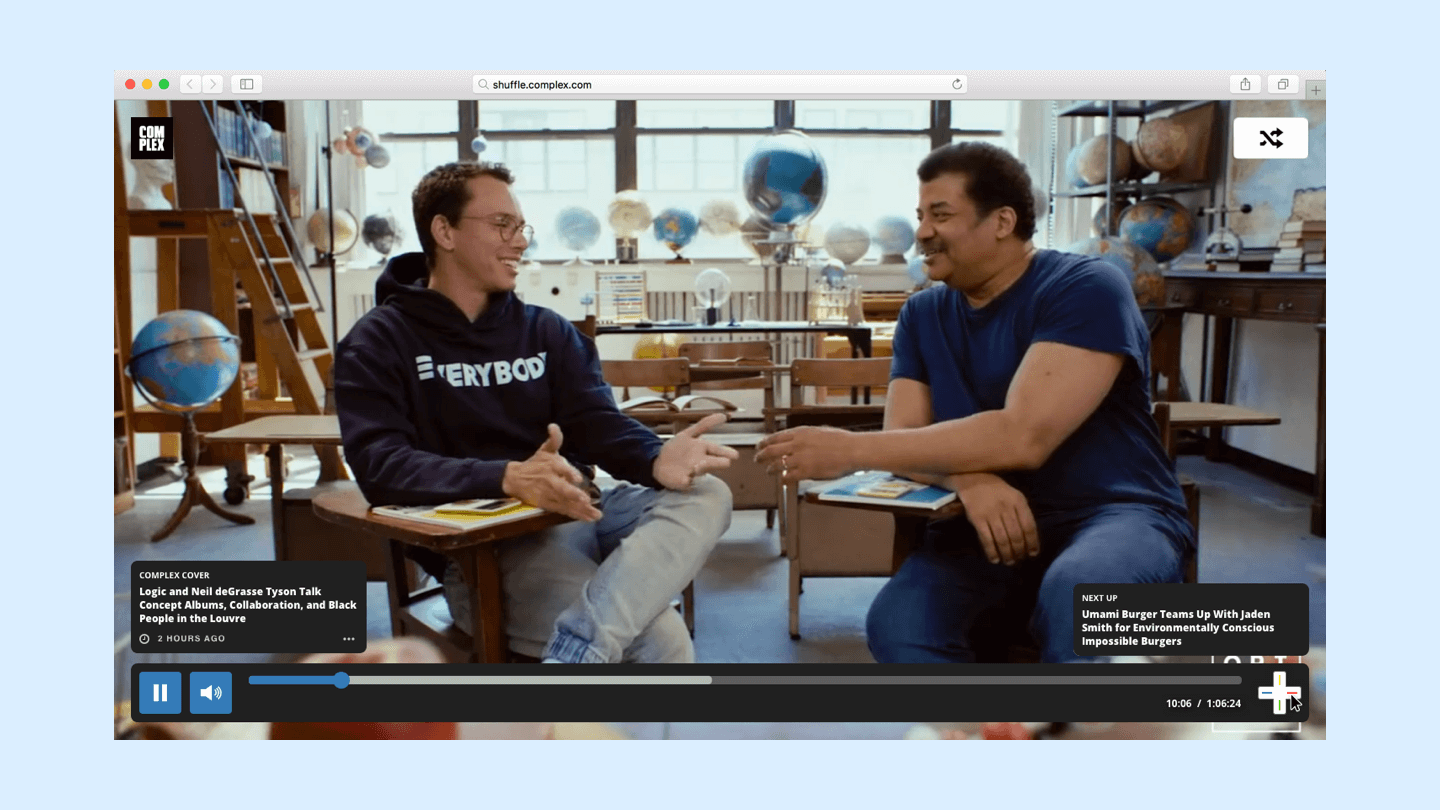 shuffle.complex.com
COM
PLEX
EVERYBODY
COMPLEX COVER
Logic and Neil deGrasse Tyson Talk
Concept Albums, Collaboration, and Black
People in the Louvre
2 HOURS AGO
NEXT UP
Umami Burger Teams Up With Jaden
Smith for Environmentally Conscious
Impossible Burgers
10:06 / 1:06:24